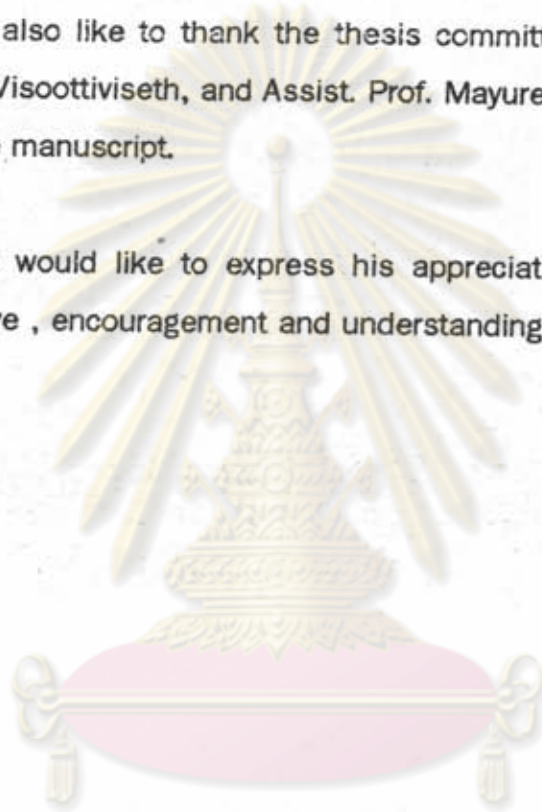 also like to thank the thesis committ
Visoottiviseth, and Assist. Prof. Mayure
manuscript.
would like to express his appreciat
, encouragement and understanding